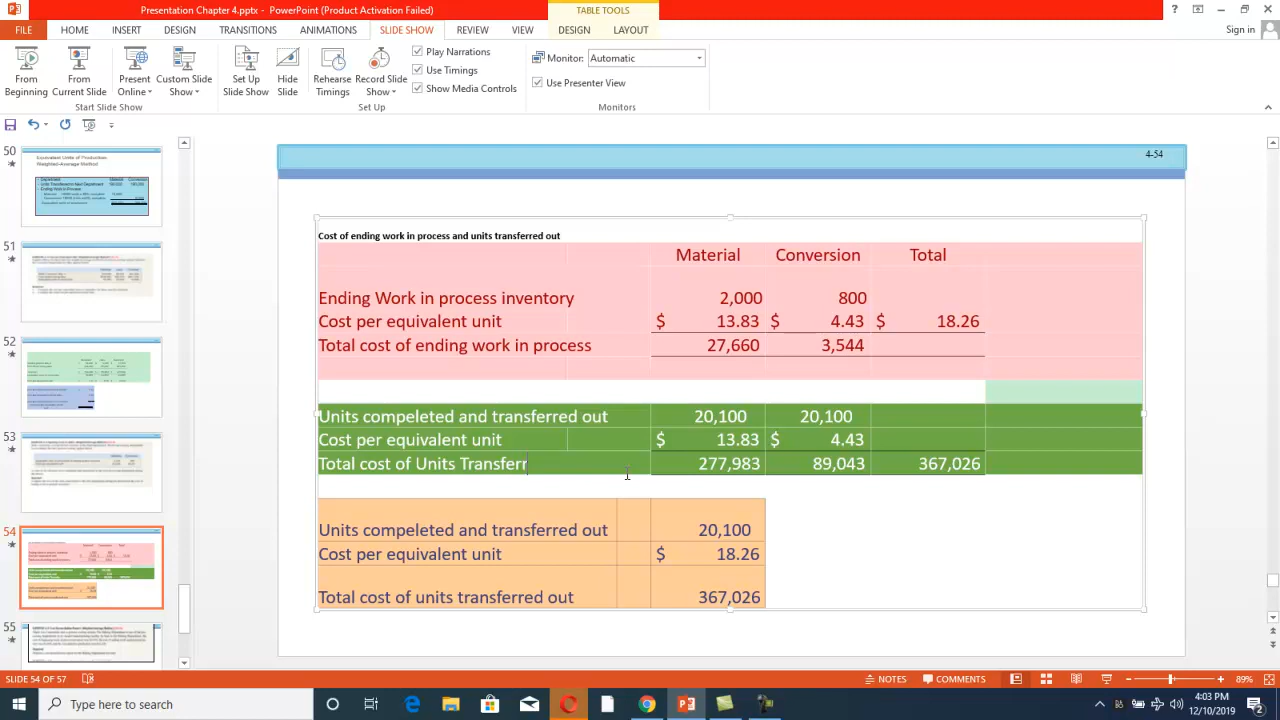 Presentation Chapter 4.pptx - PowerPoint (Product Activation Failed)
TABLE TOOLS
FILE HOME INSERT DESIGN TRANSITIONS ANIMATIONS SLIDE SHOW REVIEW VIEW DESIGN LAYOUT
Sign in
From Beginning
From Current Slide
Present Online
Custom Slide Show
Set Up Slide Show
Hide Slide
Rehearse Timings
Record Slide Show
Play Narrations
Use Timings
Show Media Controls
Monitor: Automatic
Use Presenter View
Start Slide Show
Set Up
Monitors
50
51
52
53
54
55
4-54
Cost of ending work in process and units transferred out
Material Conversion Total
Ending Work in process inventory 2,000 800
Cost per equivalent unit $ 13.83 $ 4.43 $ 18.26
Total cost of ending work in process 27,660 3,544
Units compeleted and transferred out 20,100 20,100
Cost per equivalent unit $ 13.83 $ 4.43
Total cost of Units Transferr 277,983 89,043 367,026
Units compeleted and transferred out 20,100
Cost per equivalent unit $ 18.26
Total cost of units transferred out 367,026
SLIDE 54 OF 57
NOTES COMMENTS 89%
Type here to search
4:03 PM
12/10/2019